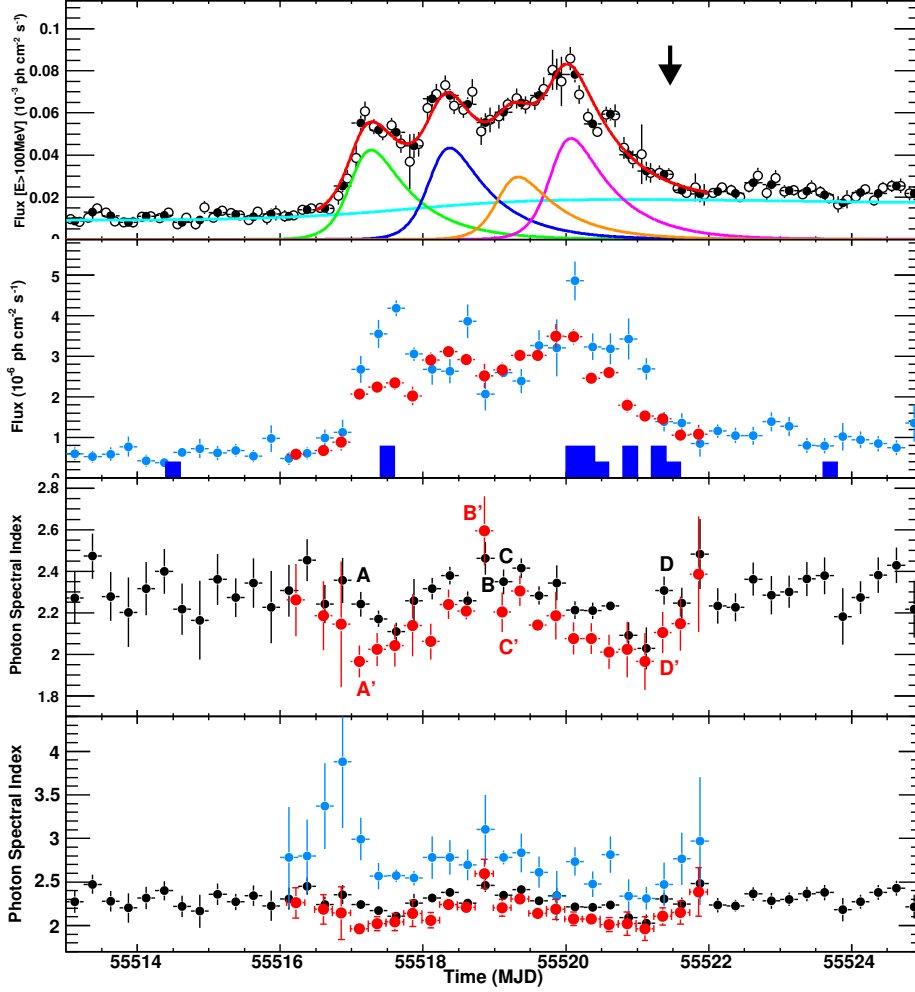 Flux [E>100MeV] (10⁻³ ph cm⁻² s⁻¹)
0.1
0.08
0.06
0.04
0.02
0
Flux (10⁻⁶ ph cm⁻² s⁻¹)
5
4
3
2
1
0
Photon Spectral Index
2.8
2.6
2.4
2.2
2
1.8
B'
A
B
C
D
A'
C'
D'
Photon Spectral Index
4
3.5
3
2.5
2
55514
55516
55518
55520
55522
55524
Time (MJD)